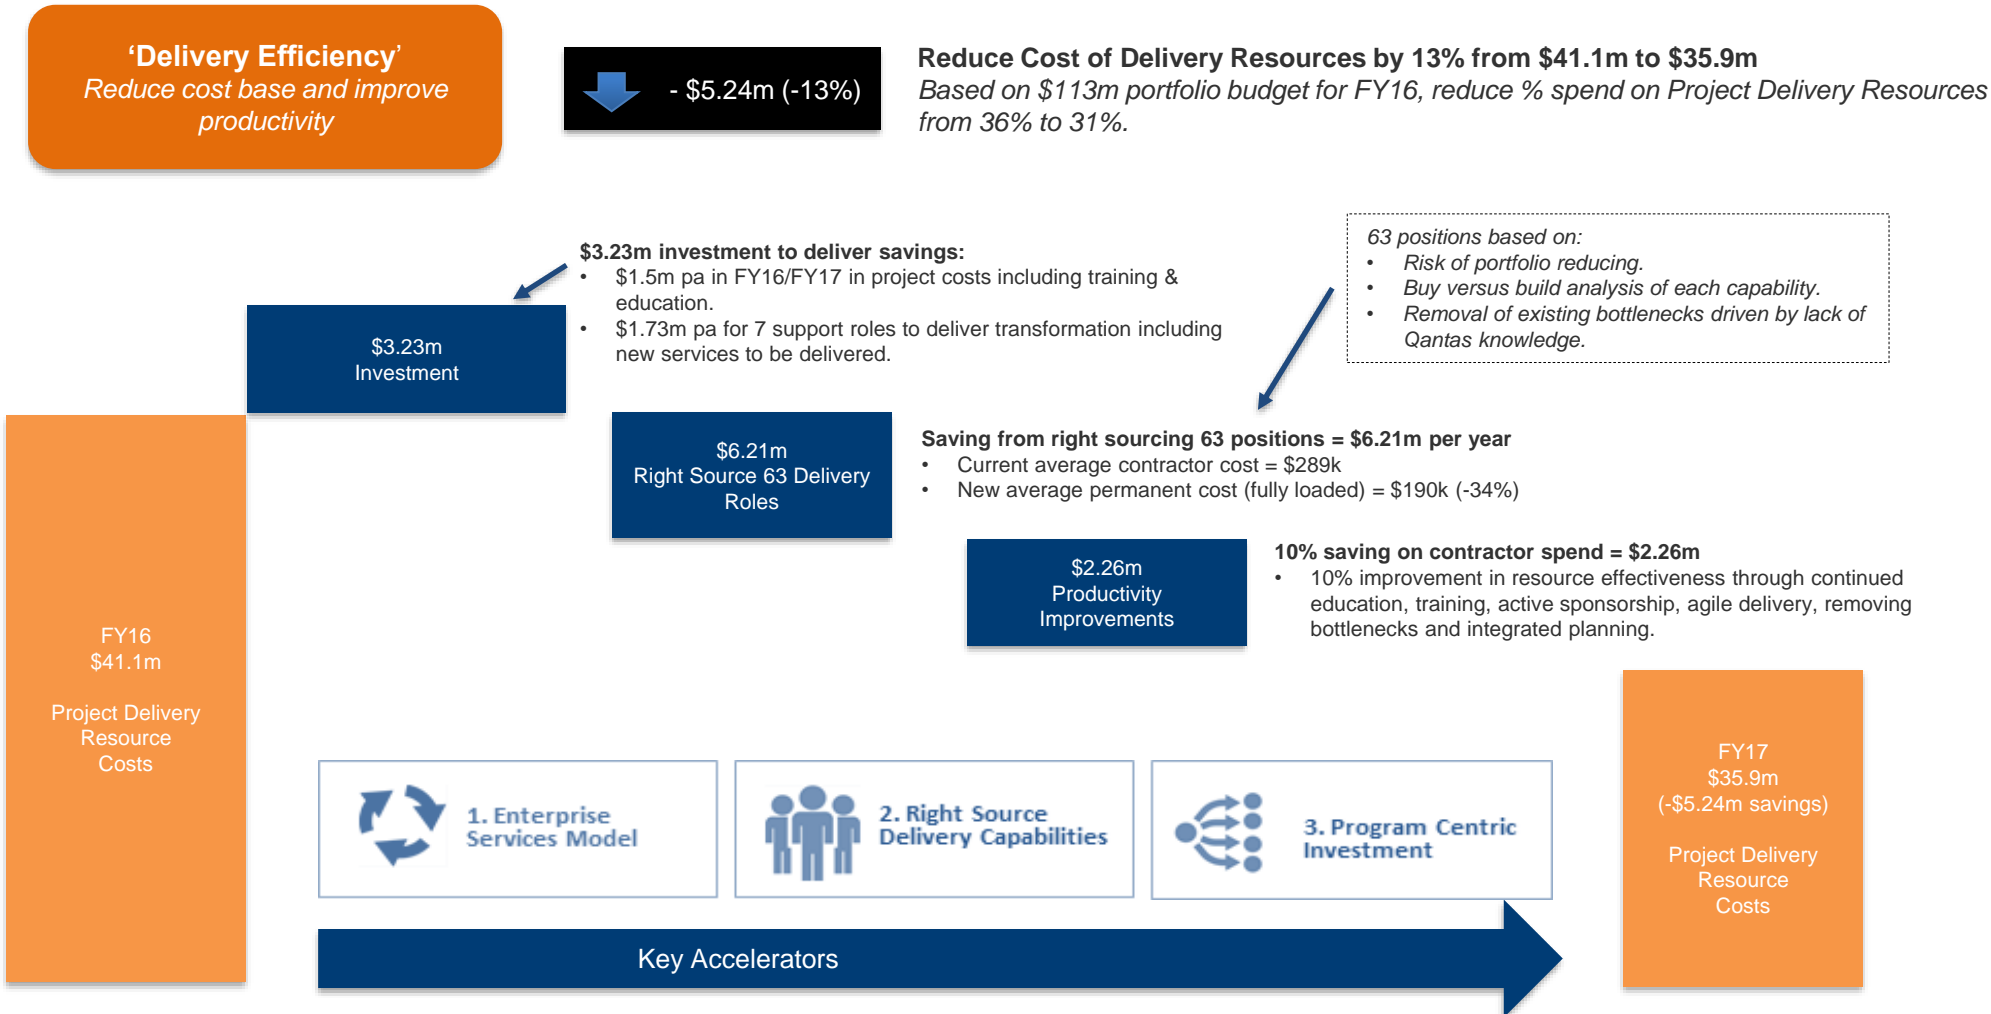 ‘Delivery Efficiency’
Reduce cost base and improve
productivity
- $5.24m (-13%)
Reduce Cost of Delivery Resources by 13% from $41.1m to $35.9m
Based on $113m portfolio budget for FY16, reduce % spend on Project Delivery Resources
from 36% to 31%.
$3.23m investment to deliver savings:
• $1.5m pa in FY16/FY17 in project costs including training &
education.
• $1.73m pa for 7 support roles to deliver transformation including
new services to be delivered.
63 positions based on:
• Risk of portfolio reducing.
• Buy versus build analysis of each capability.
• Removal of existing bottlenecks driven by lack of
Qantas knowledge.
$3.23m
Investment
$6.21m
Right Source 63 Delivery
Roles
Saving from right sourcing 63 positions = $6.21m per year
• Current average contractor cost = $289k
• New average permanent cost (fully loaded) = $190k (-34%)
$2.26m
Productivity
Improvements
10% saving on contractor spend = $2.26m
• 10% improvement in resource effectiveness through continued
education, training, active sponsorship, agile delivery, removing
bottlenecks and integrated planning.
FY16
$41.1m
Project Delivery
Resource
Costs
1. Enterprise
Services Model
2. Right Source
Delivery Capabilities
3. Program Centric
Investment
FY17
$35.9m
(-$5.24m savings)
Project Delivery
Resource
Costs
Key Accelerators